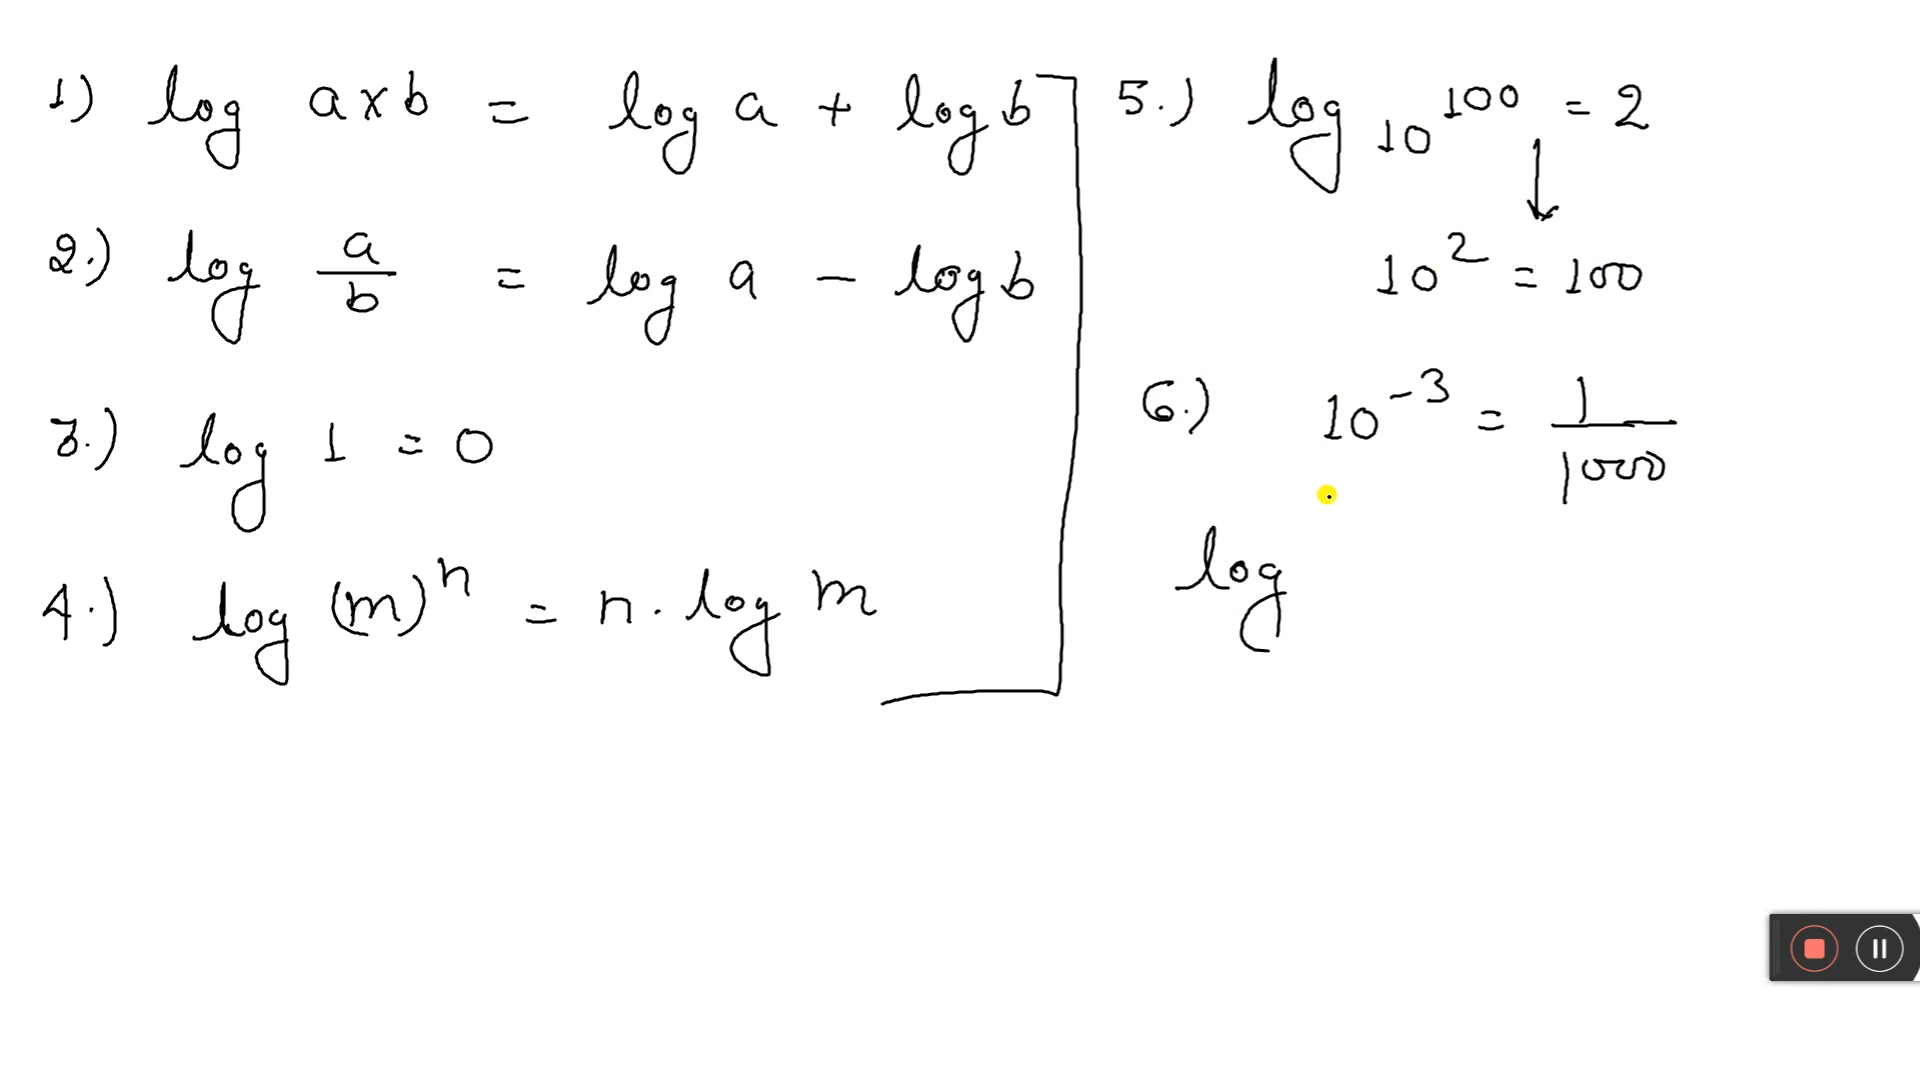 1) log a x b = log a + log b
2.) log a/b = log a - log b
3.) log 1 = 0
4.) log (m)^n = n. log m
5.) log₁₀ 100 = 2
↓
10² = 100
6.) 10⁻³ = 1/1000
log